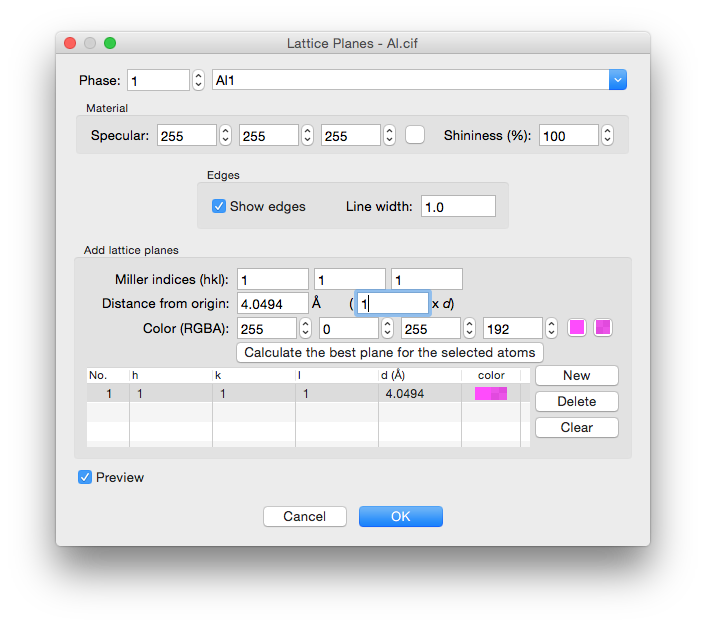 Lattice Planes - Al.cif
Phase: 1 Al1
Material
Specular: 255 255 255 Shininess (%): 100
Edges
Show edges Line width: 1.0
Add lattice planes
Miller indices (hkl): 1 1 1
Distance from origin: 4.0494 Å ( 1 x d)
Color (RGBA): 255 0 255 192
Calculate the best plane for the selected atoms
No. h k l d (Å) color
1 1 1 1 4.0494
New
Delete
Clear
Preview
Cancel OK